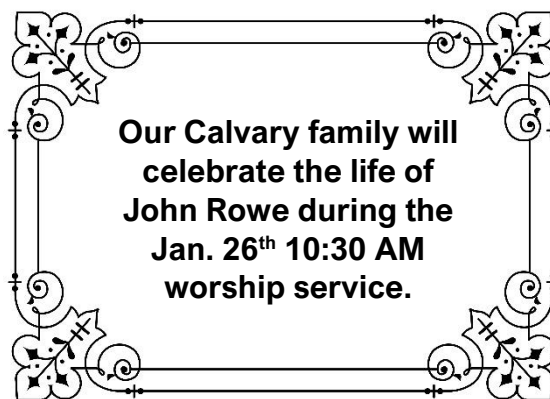 Our Calvary family will
celebrate the life of
John Rowe during the
Jan. 26th 10:30 AM
worship service.